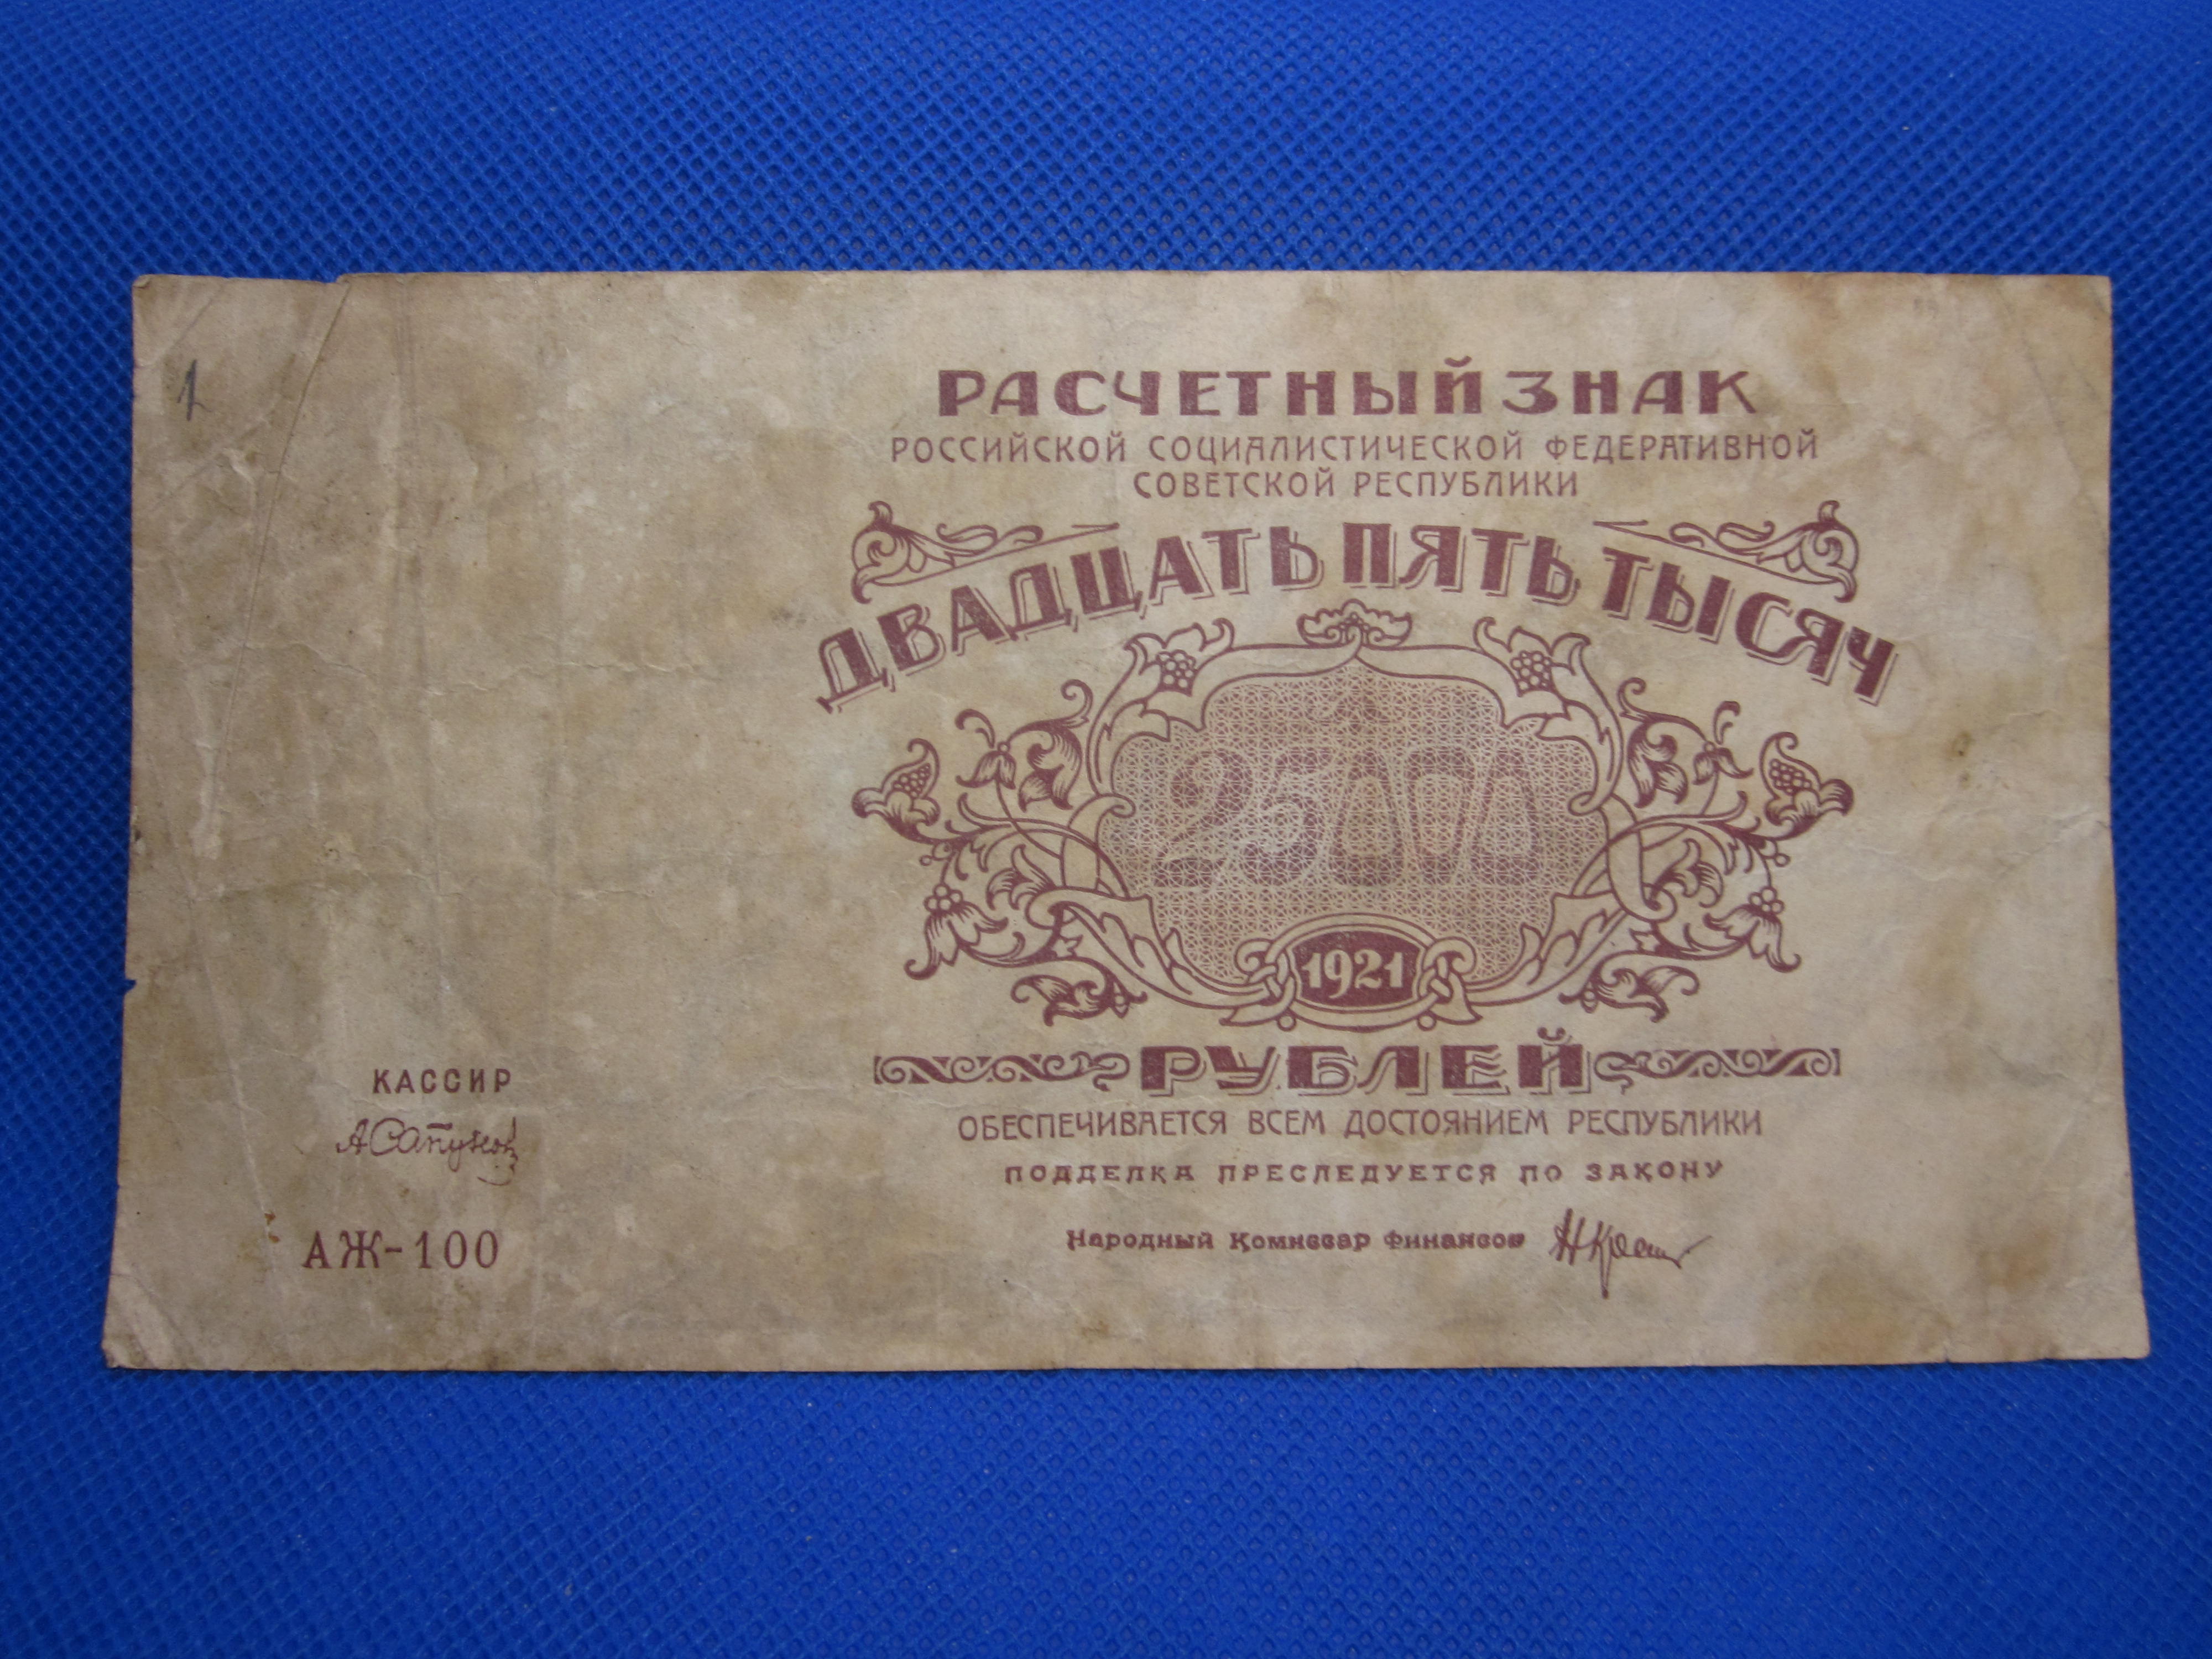 1
РАСЧЕТНЫЙ ЗНАК
РОССИЙСКОЙ СОЦИАЛИСТИЧЕСКОЙ ФЕДЕРАТИВНОЙ
СОВЕТСКОЙ РЕСПУБЛИКИ
ДВАДЦАТЬ ПЯТЬ ТЫСЯЧ
25000
1921
РУБЛЕЙ
ОБЕСПЕЧИВАЕТСЯ ВСЕМ ДОСТОЯНИЕМ РЕСПУБЛИКИ
ПОДДЕЛКА ПРЕСЛЕДУЕТСЯ ПО ЗАКОНУ
Народный Комиссар Финансов
КАССИР
АСапунов
АЖ-100